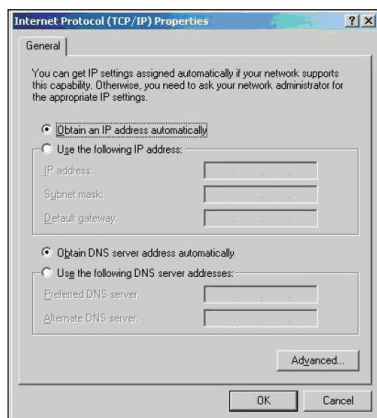 Internet Protocol (TCP/IP) Properties
General
You can get IP settings assigned automatically if your network supports
this capability. Otherwise, you need to ask your network administrator for
the appropriate IP settings.
Obtain an IP address automatically
Use the following IP address:
IP address:
Subnet mask:
Default gateway:
Obtain DNS server address automatically
Use the following DNS server addresses:
Preferred DNS server:
Alternate DNS server:
Advanced...
OK Cancel